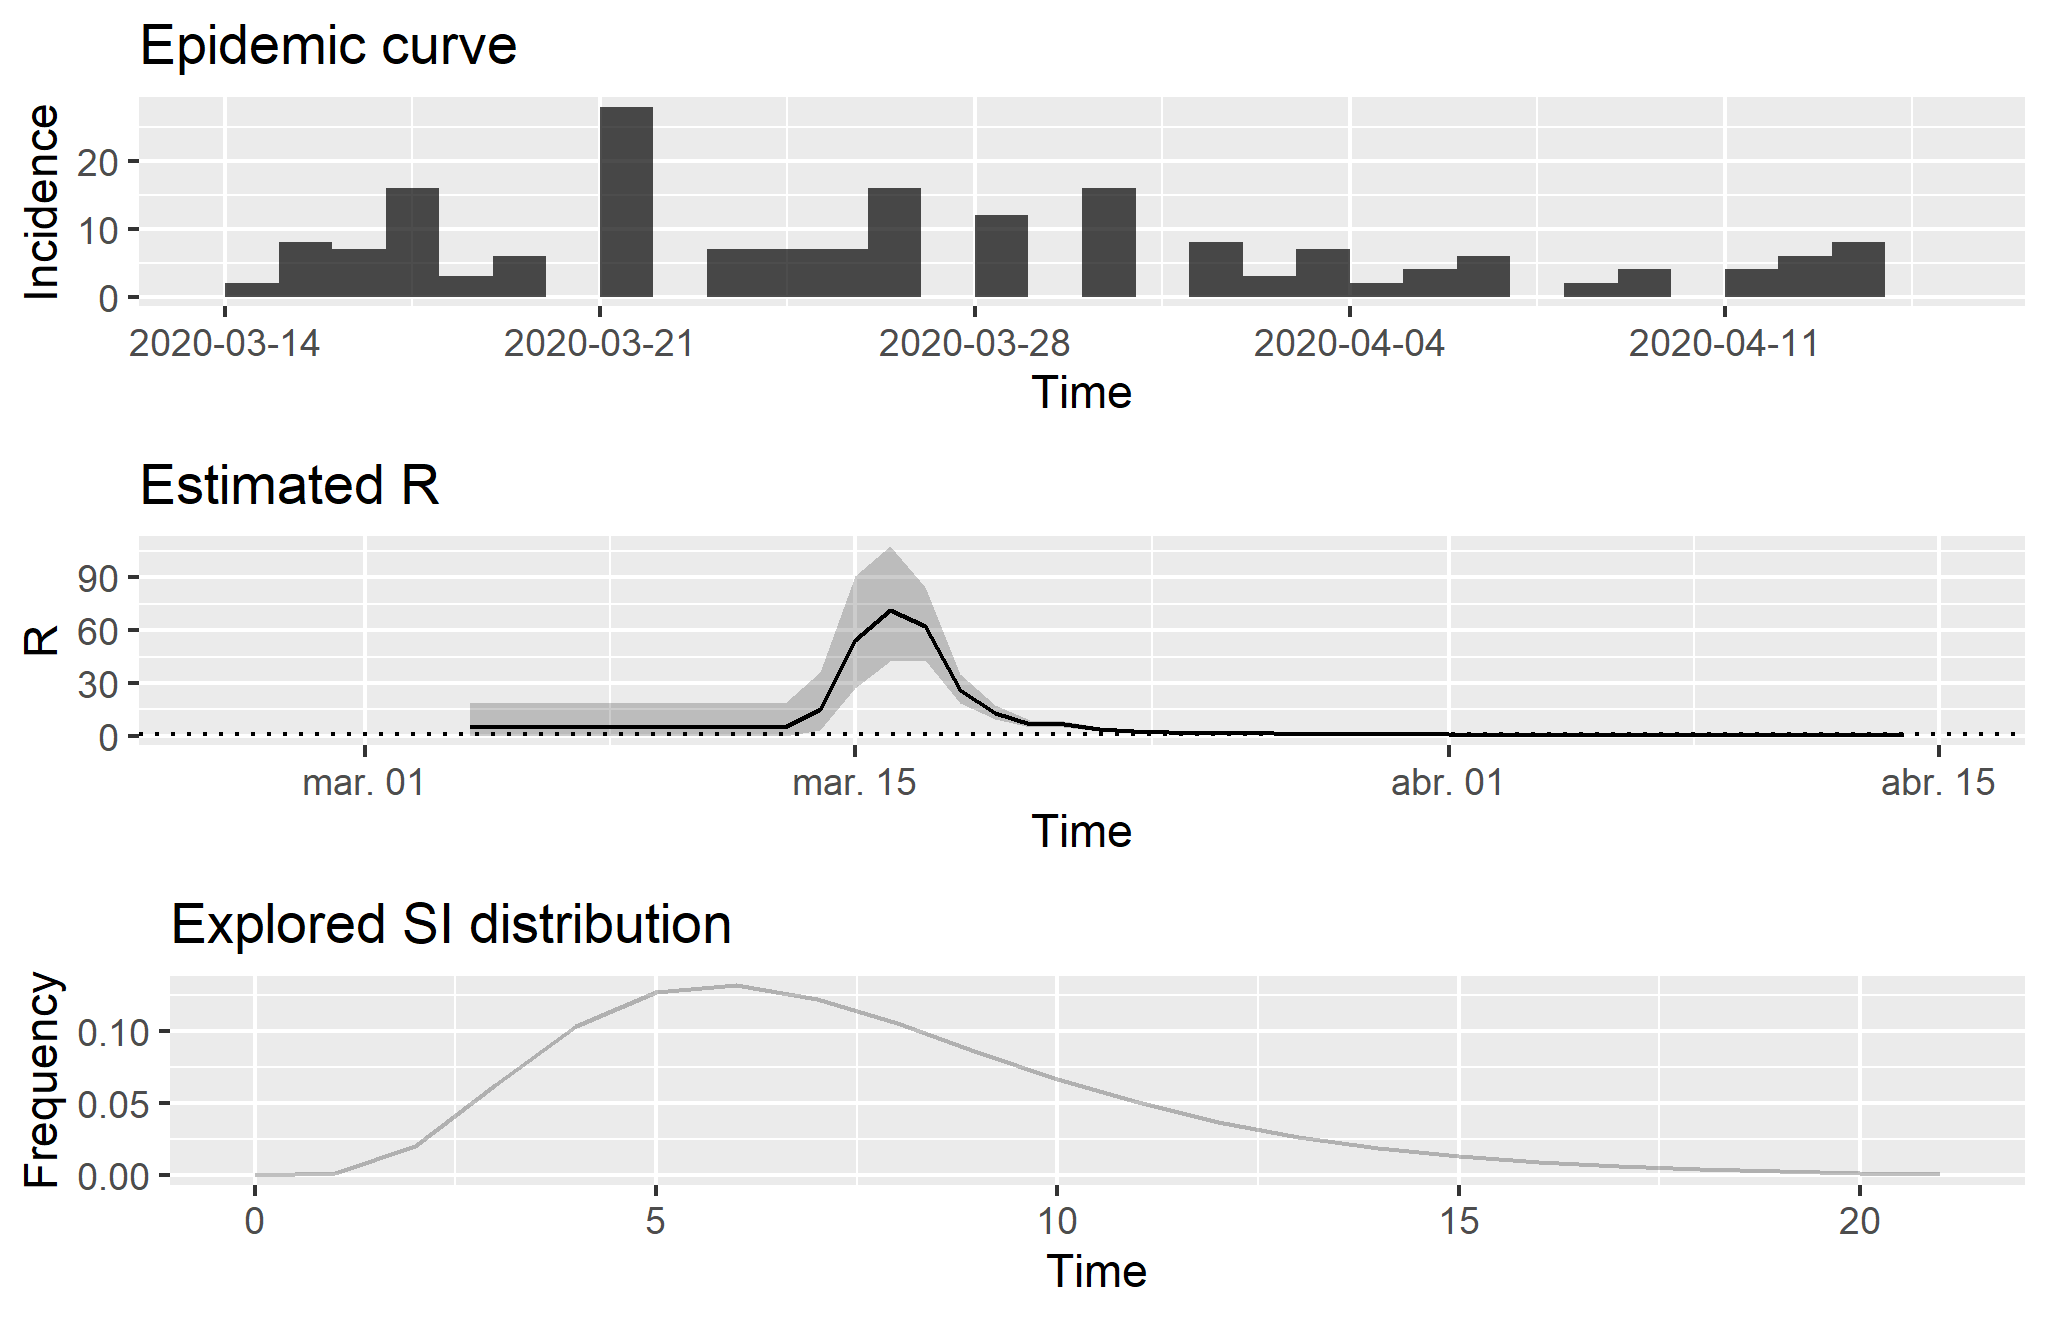 Epidemic curve
Incidence
20
10
0
2020-03-14 2020-03-21 2020-03-28 2020-04-04 2020-04-11
Time
Estimated R
R
90
60
30
0
mar. 01 mar. 15 abr. 01 abr. 15
Time
Explored SI distribution
Frequency
0.10
0.05
0.00
0 5 10 15 20
Time